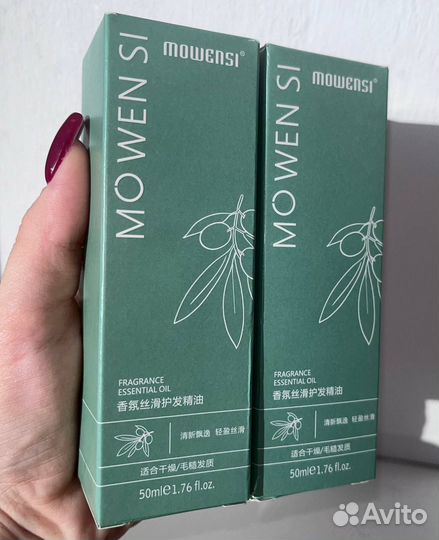 MOWENSI®
MOWEN SI
FRAGRANCE
ESSENTIAL OIL
香氛丝滑护发精油
清新飘逸 轻盈丝滑
适合干燥/毛糙发质
50ml℮1.76 fl.oz.
MOWENSI®
MOWEN SI
FRAGRANCE
ESSENTIAL OIL
香氛丝滑护发精油
清新飘逸 轻盈丝滑
适合干燥/毛糙发质
50ml℮1.76 fl.oz.
Avito